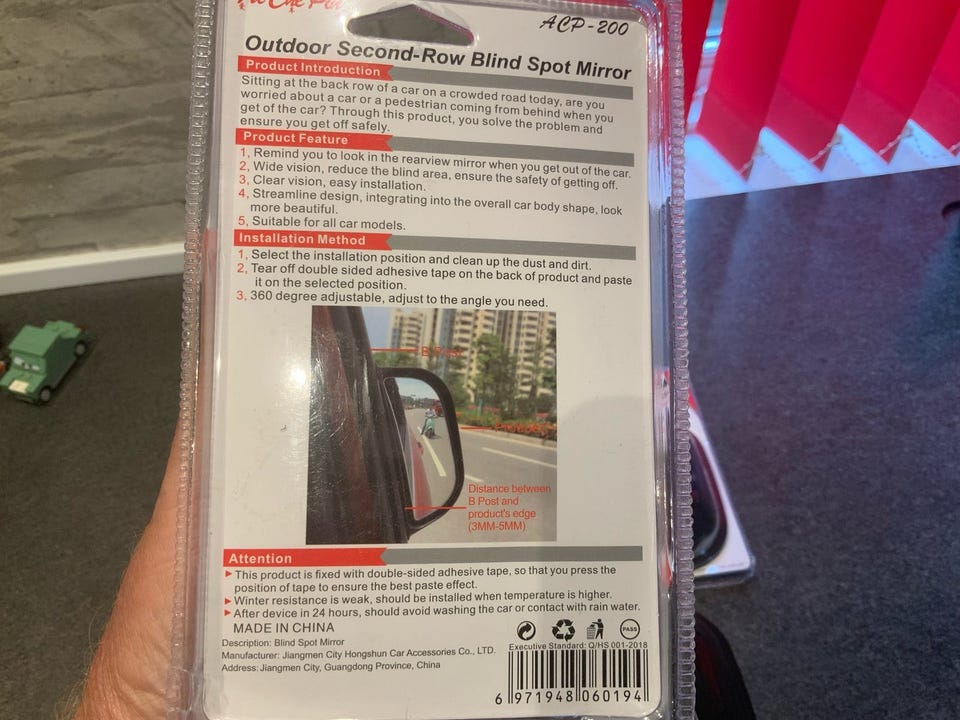 ACP-200
Outdoor Second-Row Blind Spot Mirror
Product Introduction
Sitting at the back row of a car on a crowded road today, are you
worried about a car or a pedestrian coming from behind when you
get of the car? Through this product, you solve the problem and
ensure you get off safely.
Product Feature
1, Remind you to look in the rearview mirror when you get out of the car.
2, Wide vision, reduce the blind area, ensure the safety of getting off.
3, Clear vision, easy installation.
4, Streamline design, integrating into the overall car body shape, look
more beautiful.
5, Suitable for all car models.
Installation Method
1, Select the installation position and clean up the dust and dirt.
2, Tear off double sided adhesive tape on the back of product and paste
it on the selected position.
3, 360 degree adjustable, adjust to the angle you need.
B Post
Distance between
B Post and
product's edge
(3MM-5MM)
Attention
This product is fixed with double-sided adhesive tape, so that you press the
position of tape to ensure the best paste effect.
Winter resistance is weak, should be installed when temperature is higher.
After device in 24 hours, should avoid washing the car or contact with rain water.
MADE IN CHINA
Description: Blind Spot Mirror
Manufacturer: Jiangmen City Hongshun Car Accessories Co., LTD.
Address: Jiangmen City, Guangdong Province, China
PASS
Executive Standard: Q/HS 001-2018
6 971948 060194